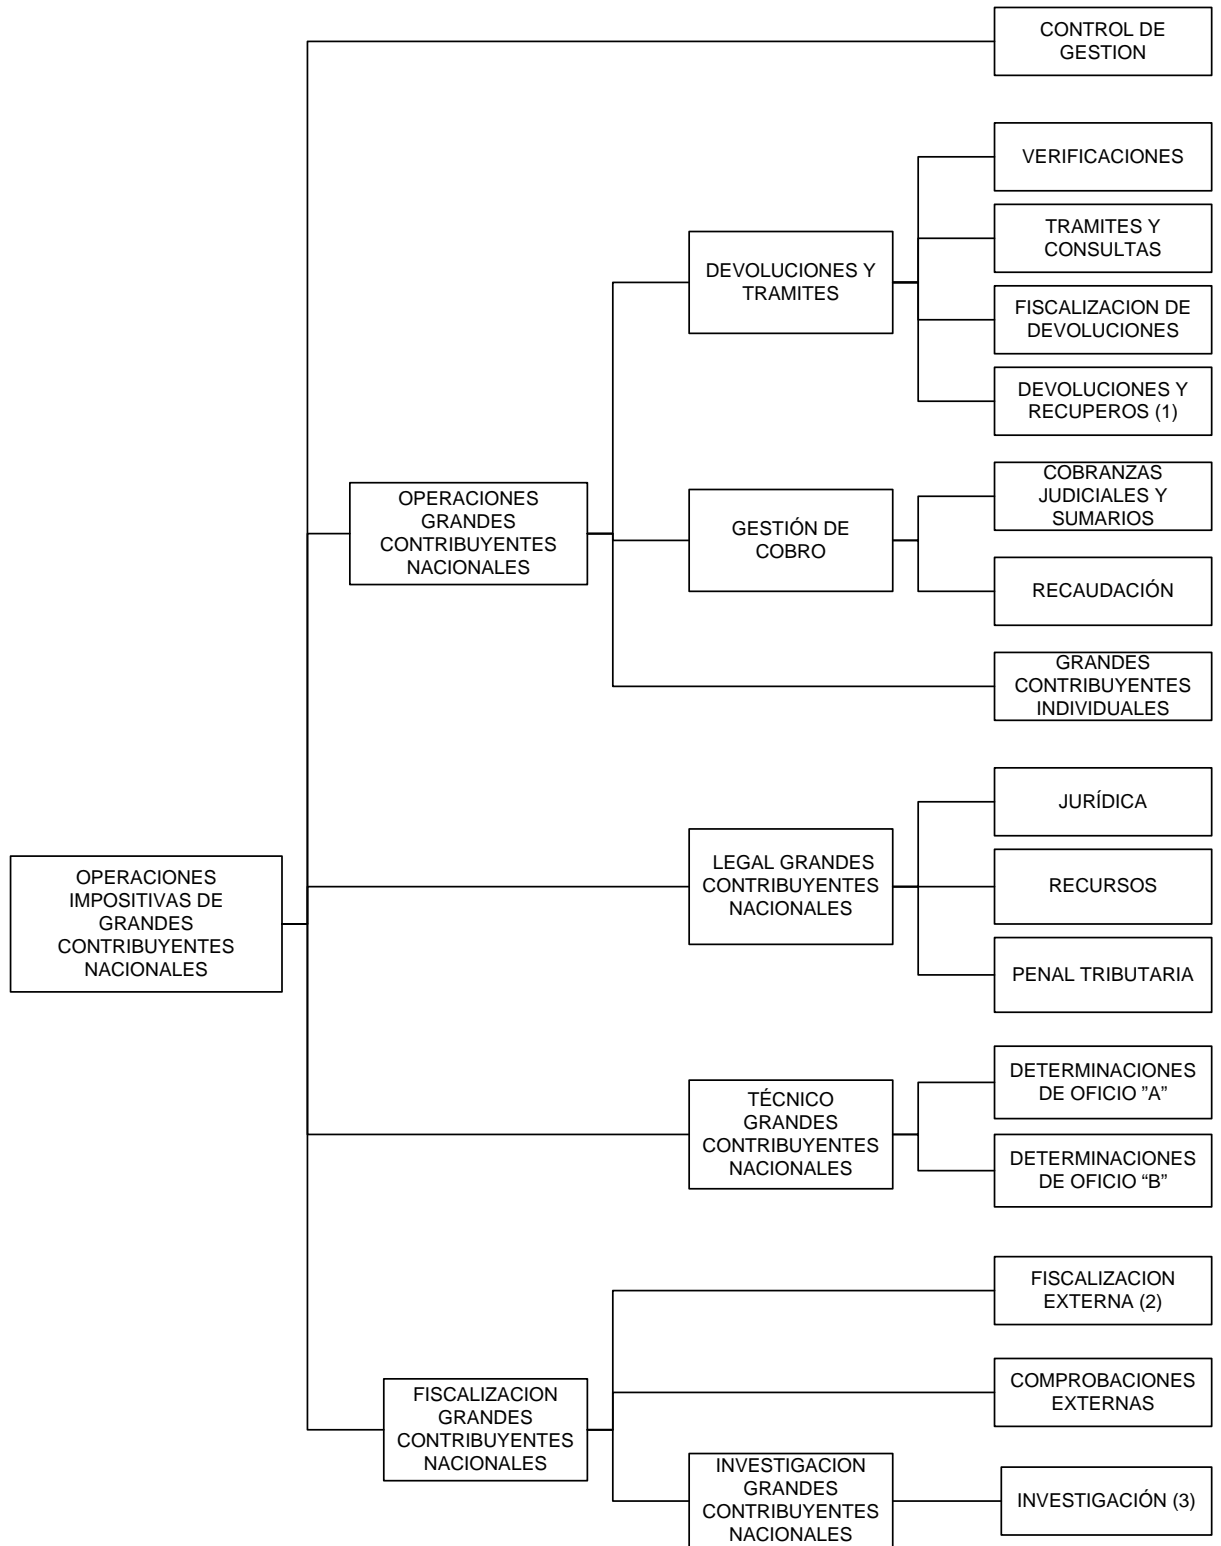 CONTROL DE
GESTION
VERIFICACIONES
TRAMITES Y
CONSULTAS
DEVOLUCIONES Y
TRAMITES
FISCALIZACION DE
DEVOLUCIONES
DEVOLUCIONES Y
RECUPEROS (1)
OPERACIONES
GRANDES
CONTRIBUYENTES
NACIONALES
COBRANZAS
JUDICIALES Y
SUMARIOS
GESTIÓN DE
COBRO
RECAUDACIÓN
GRANDES
CONTRIBUYENTES
INDIVIDUALES
JURÍDICA
OPERACIONES
IMPOSITIVAS DE
GRANDES
CONTRIBUYENTES
NACIONALES
LEGAL GRANDES
CONTRIBUYENTES
NACIONALES
RECURSOS
PENAL TRIBUTARIA
TÉCNICO
GRANDES
CONTRIBUYENTES
NACIONALES
DETERMINACIONES
DE OFICIO ”A”
DETERMINACIONES
DE OFICIO “B”
FISCALIZACION
EXTERNA (2)
FISCALIZACION
GRANDES
CONTRIBUYENTES
NACIONALES
COMPROBACIONES
EXTERNAS
INVESTIGACION
GRANDES
CONTRIBUYENTES
NACIONALES
INVESTIGACIÓN (3)